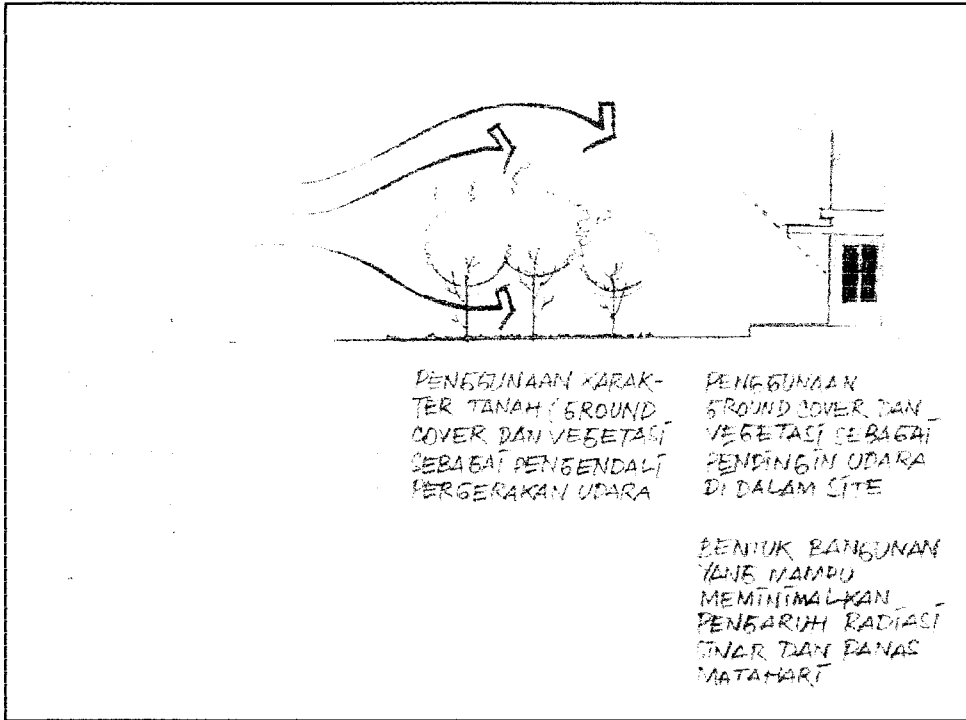 PENGGUNAAN KARAK-
TER TANAH (GROUND
COVER DAN VEGETASI
SEBAGAI PENGENDALI
PERGERAKAN UDARA
PENGGUNAAN
GROUND COVER DAN
VEGETASI SEBAGAI
PENDINGIN UDARA
DI DALAM SITE
BENTUK BANGUNAN
YANG MAMPU
MEMINIMALKAN
PENGARUH RADIASI
SINAR DAN PANAS
MATAHARI